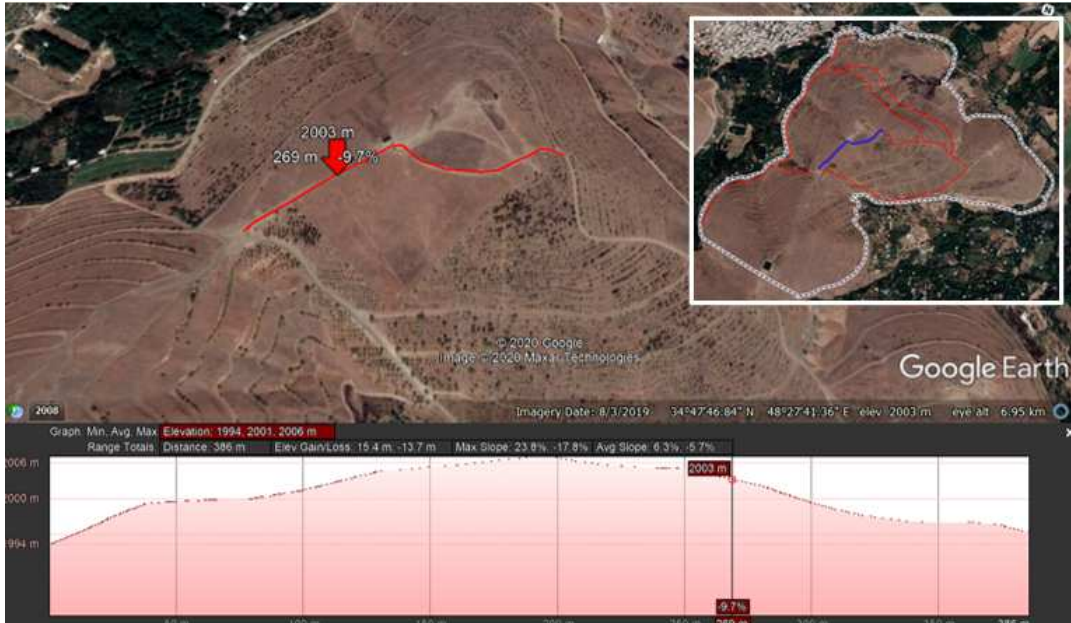 2003 m
269 m -9.7%
© 2020 Google
Image © 2020 Maxar Technologies
Google Earth
2008
Imagery Date: 8/3/2019 34°47'46.84" N 48°27'41.36" E elev 2003 m eye alt 6.95 km
Graph: Min, Avg, Max Elevation: 1994, 2001, 2006 m
Range Totals: Distance: 386 m Elev Gain/Loss: 15.4 m, -13.7 m Max Slope: 23.8%, -17.8% Avg Slope: 6.3%, -5.7%
2006 m
2003 m
2000 m
1994 m
-9.7%